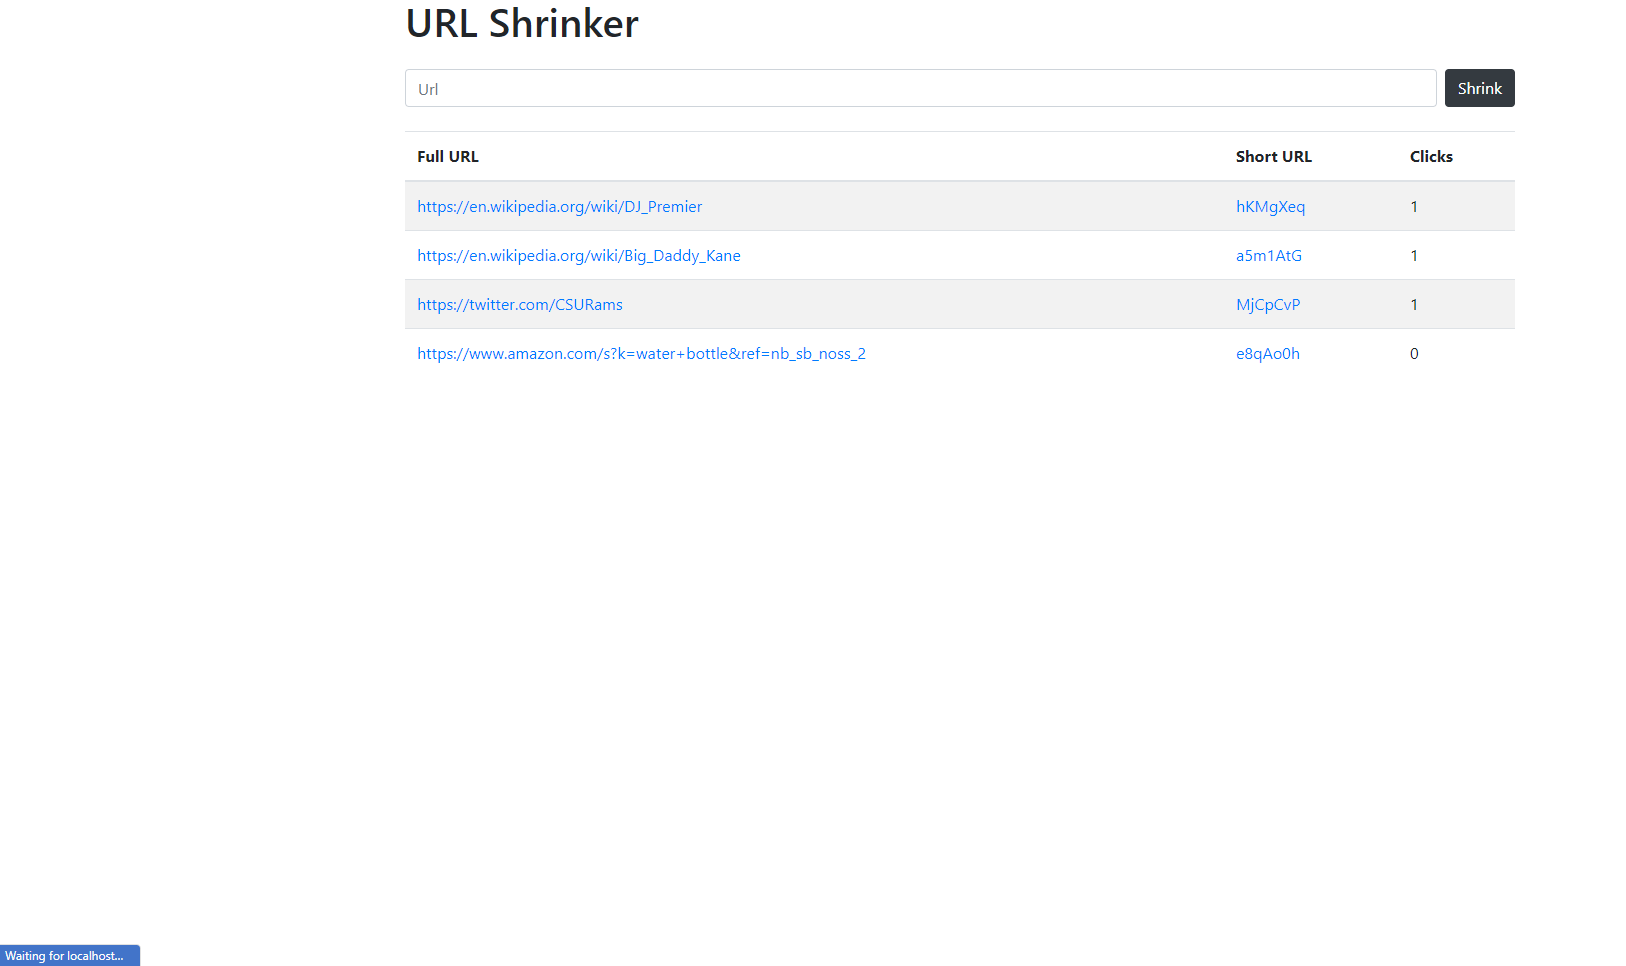 URL Shrinker
Url
Shrink
Full URL Short URL Clicks
https://en.wikipedia.org/wiki/DJ_Premier hKMgXeq 1
https://en.wikipedia.org/wiki/Big_Daddy_Kane a5m1AtG 1
https://twitter.com/CSURams MjCpCvP 1
https://www.amazon.com/s?k=water+bottle&ref=nb_sb_noss_2 e8qAo0h 0
Waiting for localhost...